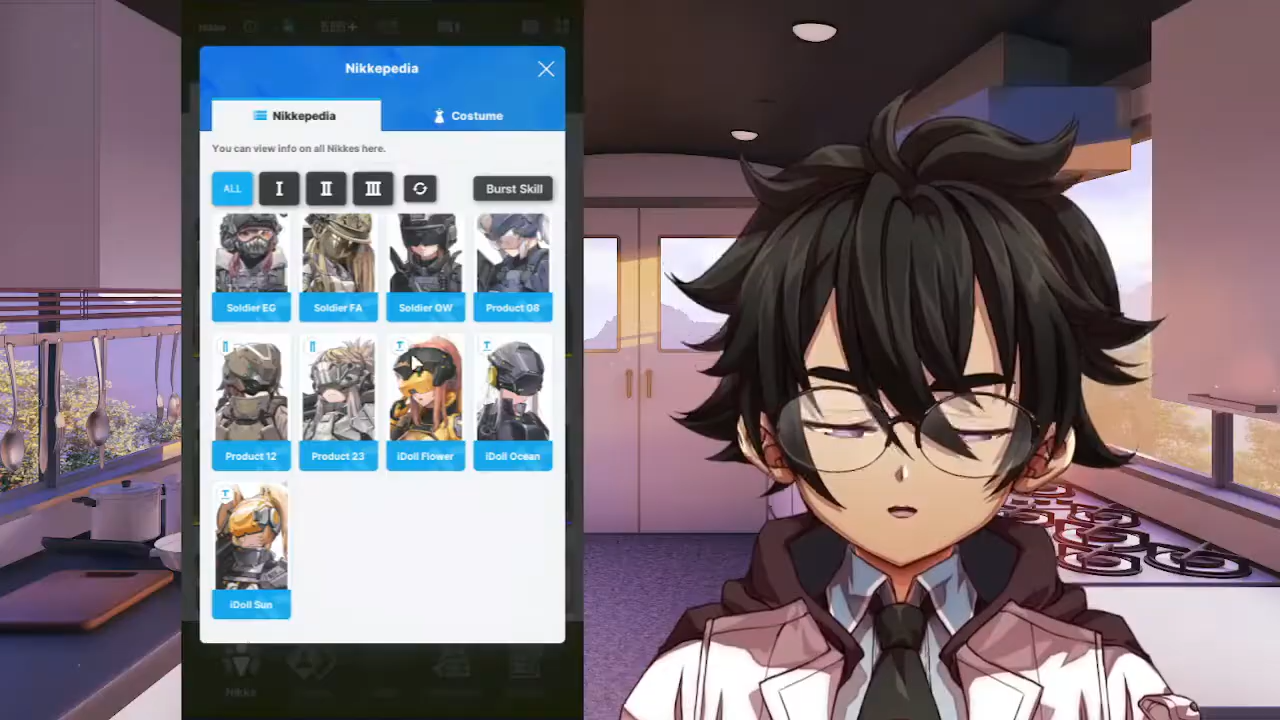 Nikkepedia
Nikkepedia
Costume
You can view info on all Nikkes here.
ALL
I
II
III
Burst Skill
Soldier EG
Soldier FA
Soldier OW
Product 08
Product 12
Product 23
iDoll Flower
iDoll Ocean
iDoll Sun
Nikke